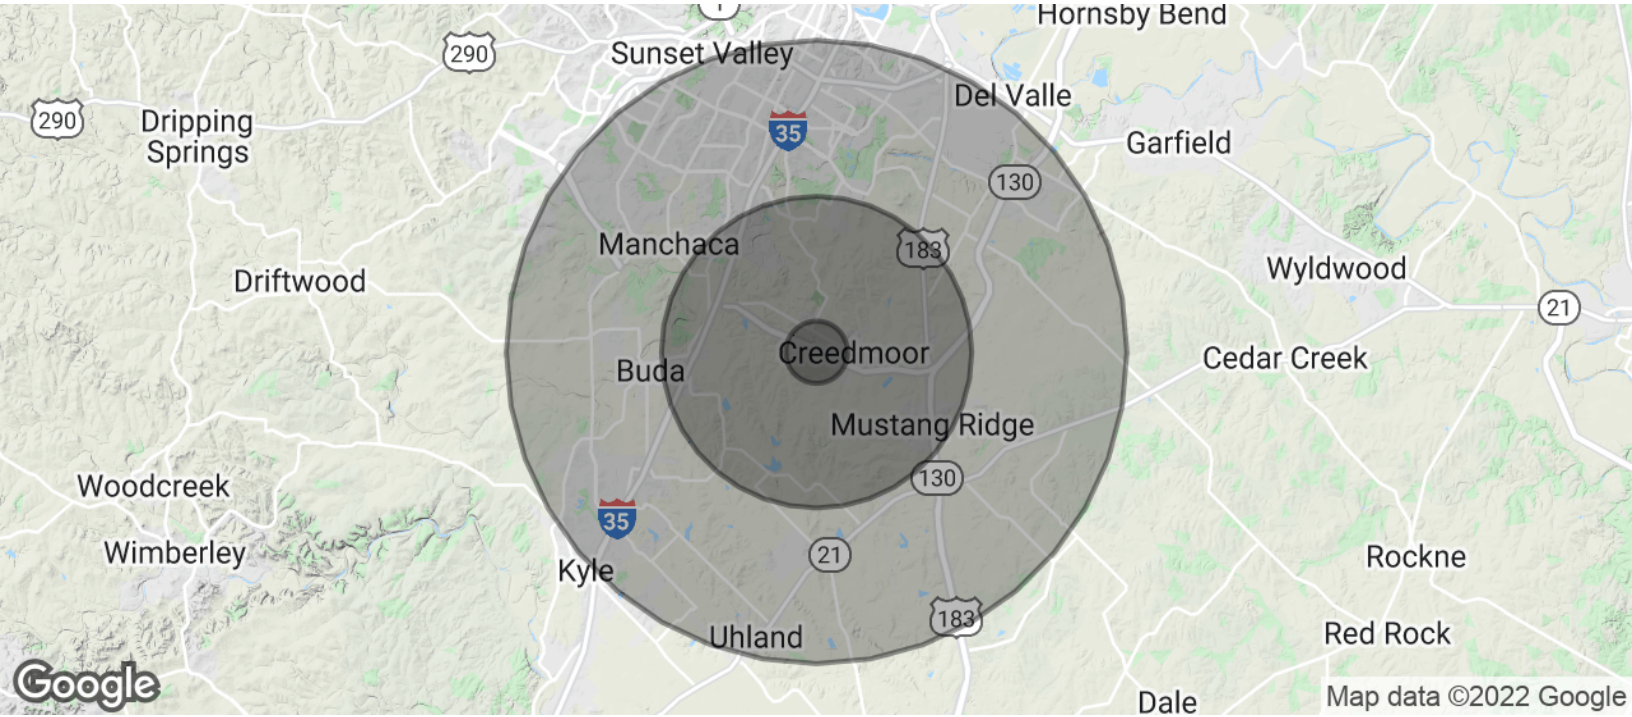 1
Hornsby Bend
290
Sunset Valley
Del Valle
290
Dripping
Springs
35
Garfield
130
Manchaca
183
Driftwood
Wyldwood
21
Creedmoor
Cedar Creek
Buda
Mustang Ridge
130
Woodcreek
35
Wimberley
21
Rockne
Kyle
183
Uhland
Red Rock
Google
Map data ©2022 Google
Dale